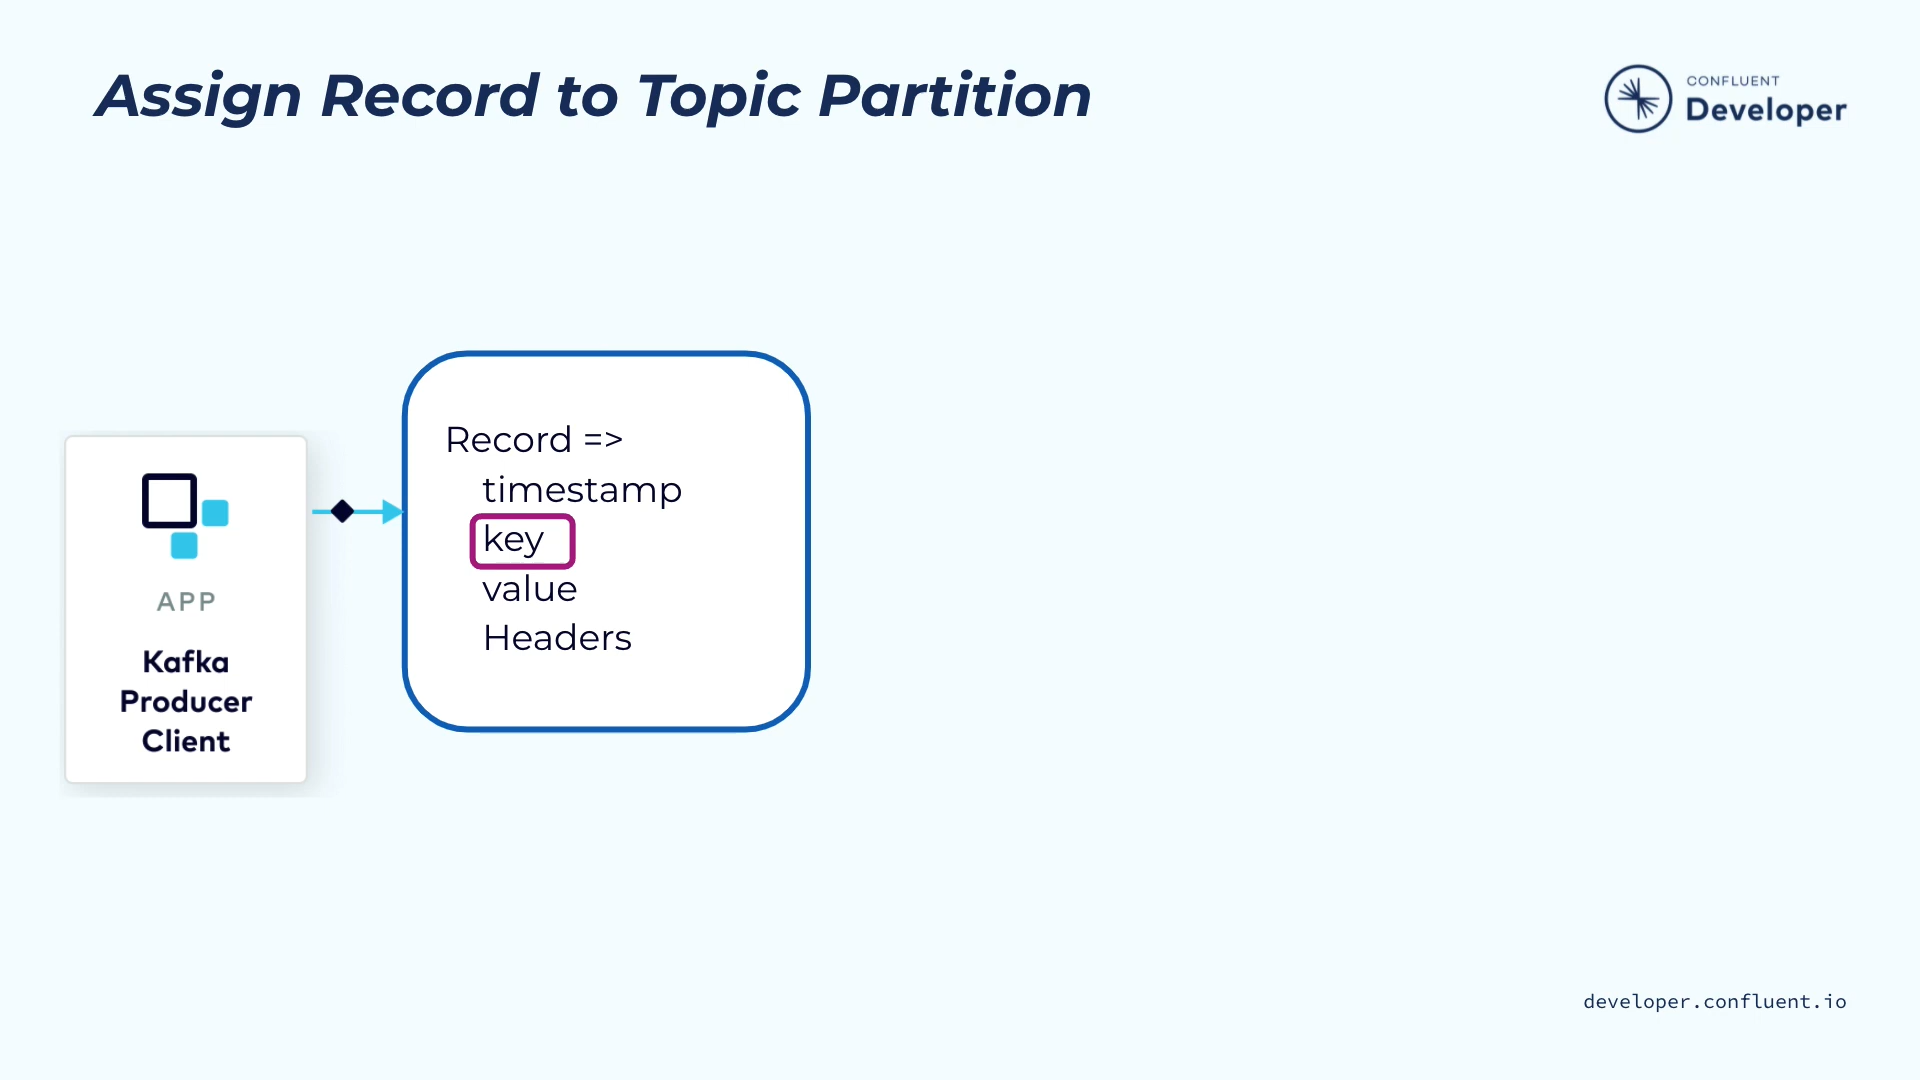 Assign Record to Topic Partition
CONFLUENT
Developer
Record =>
timestamp
key
value
Headers
APP
Kafka
Producer
Client
developer.confluent.io